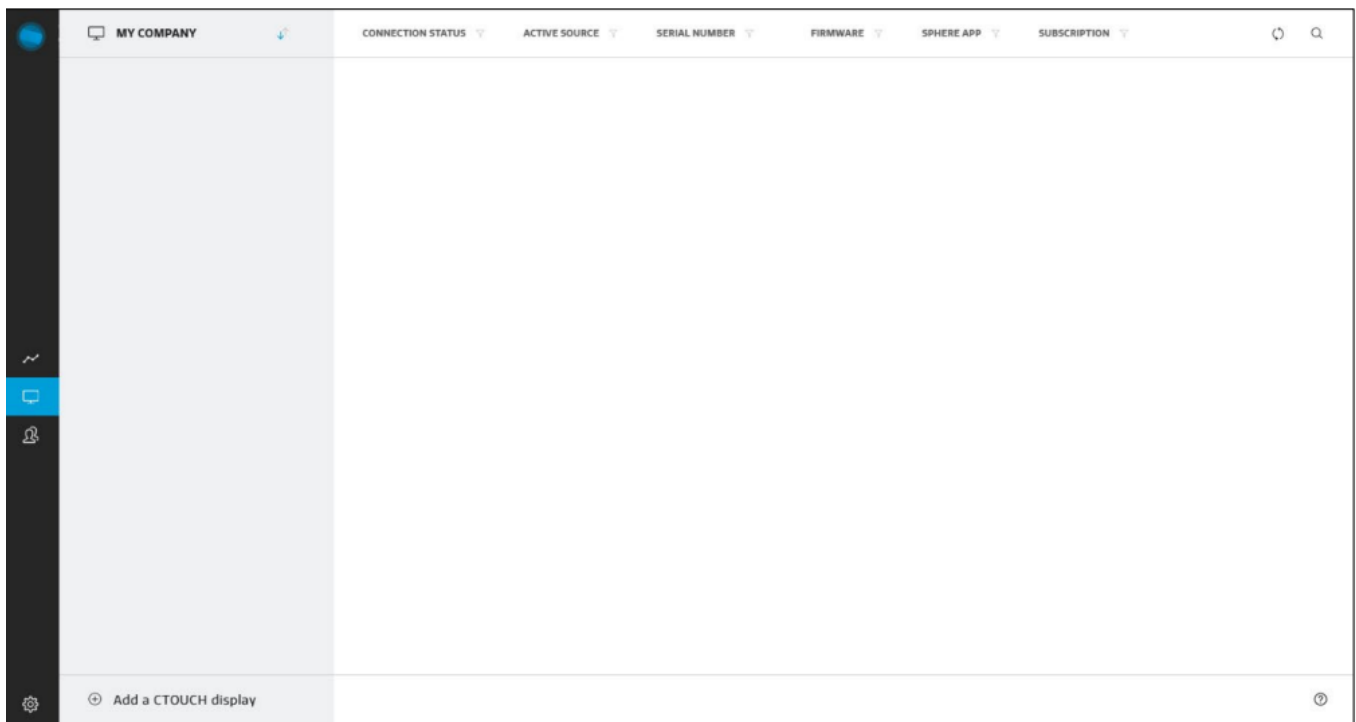 MY COMPANY CONNECTION STATUS ACTIVE SOURCE SERIAL NUMBER FIRMWARE SPHERE APP SUBSCRIPTION
Add a CTOUCH display